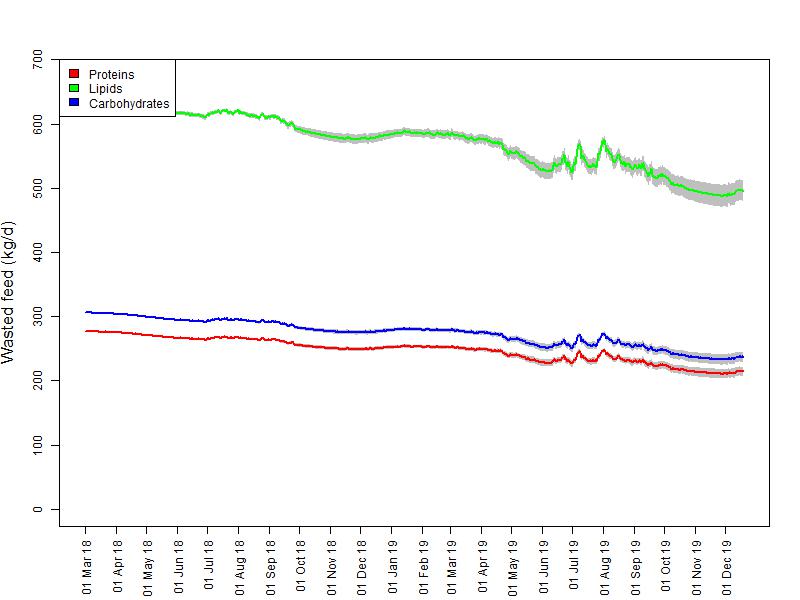 700
600
500
400
300
200
100
0
Wasted feed (kg/d)
Proteins
Lipids
Carbohydrates
01 Mar 18
01 Apr 18
01 May 18
01 Jun 18
01 Jul 18
01 Aug 18
01 Sep 18
01 Oct 18
01 Nov 18
01 Dec 18
01 Jan 19
01 Feb 19
01 Mar 19
01 Apr 19
01 May 19
01 Jun 19
01 Jul 19
01 Aug 19
01 Sep 19
01 Oct 19
01 Nov 19
01 Dec 19